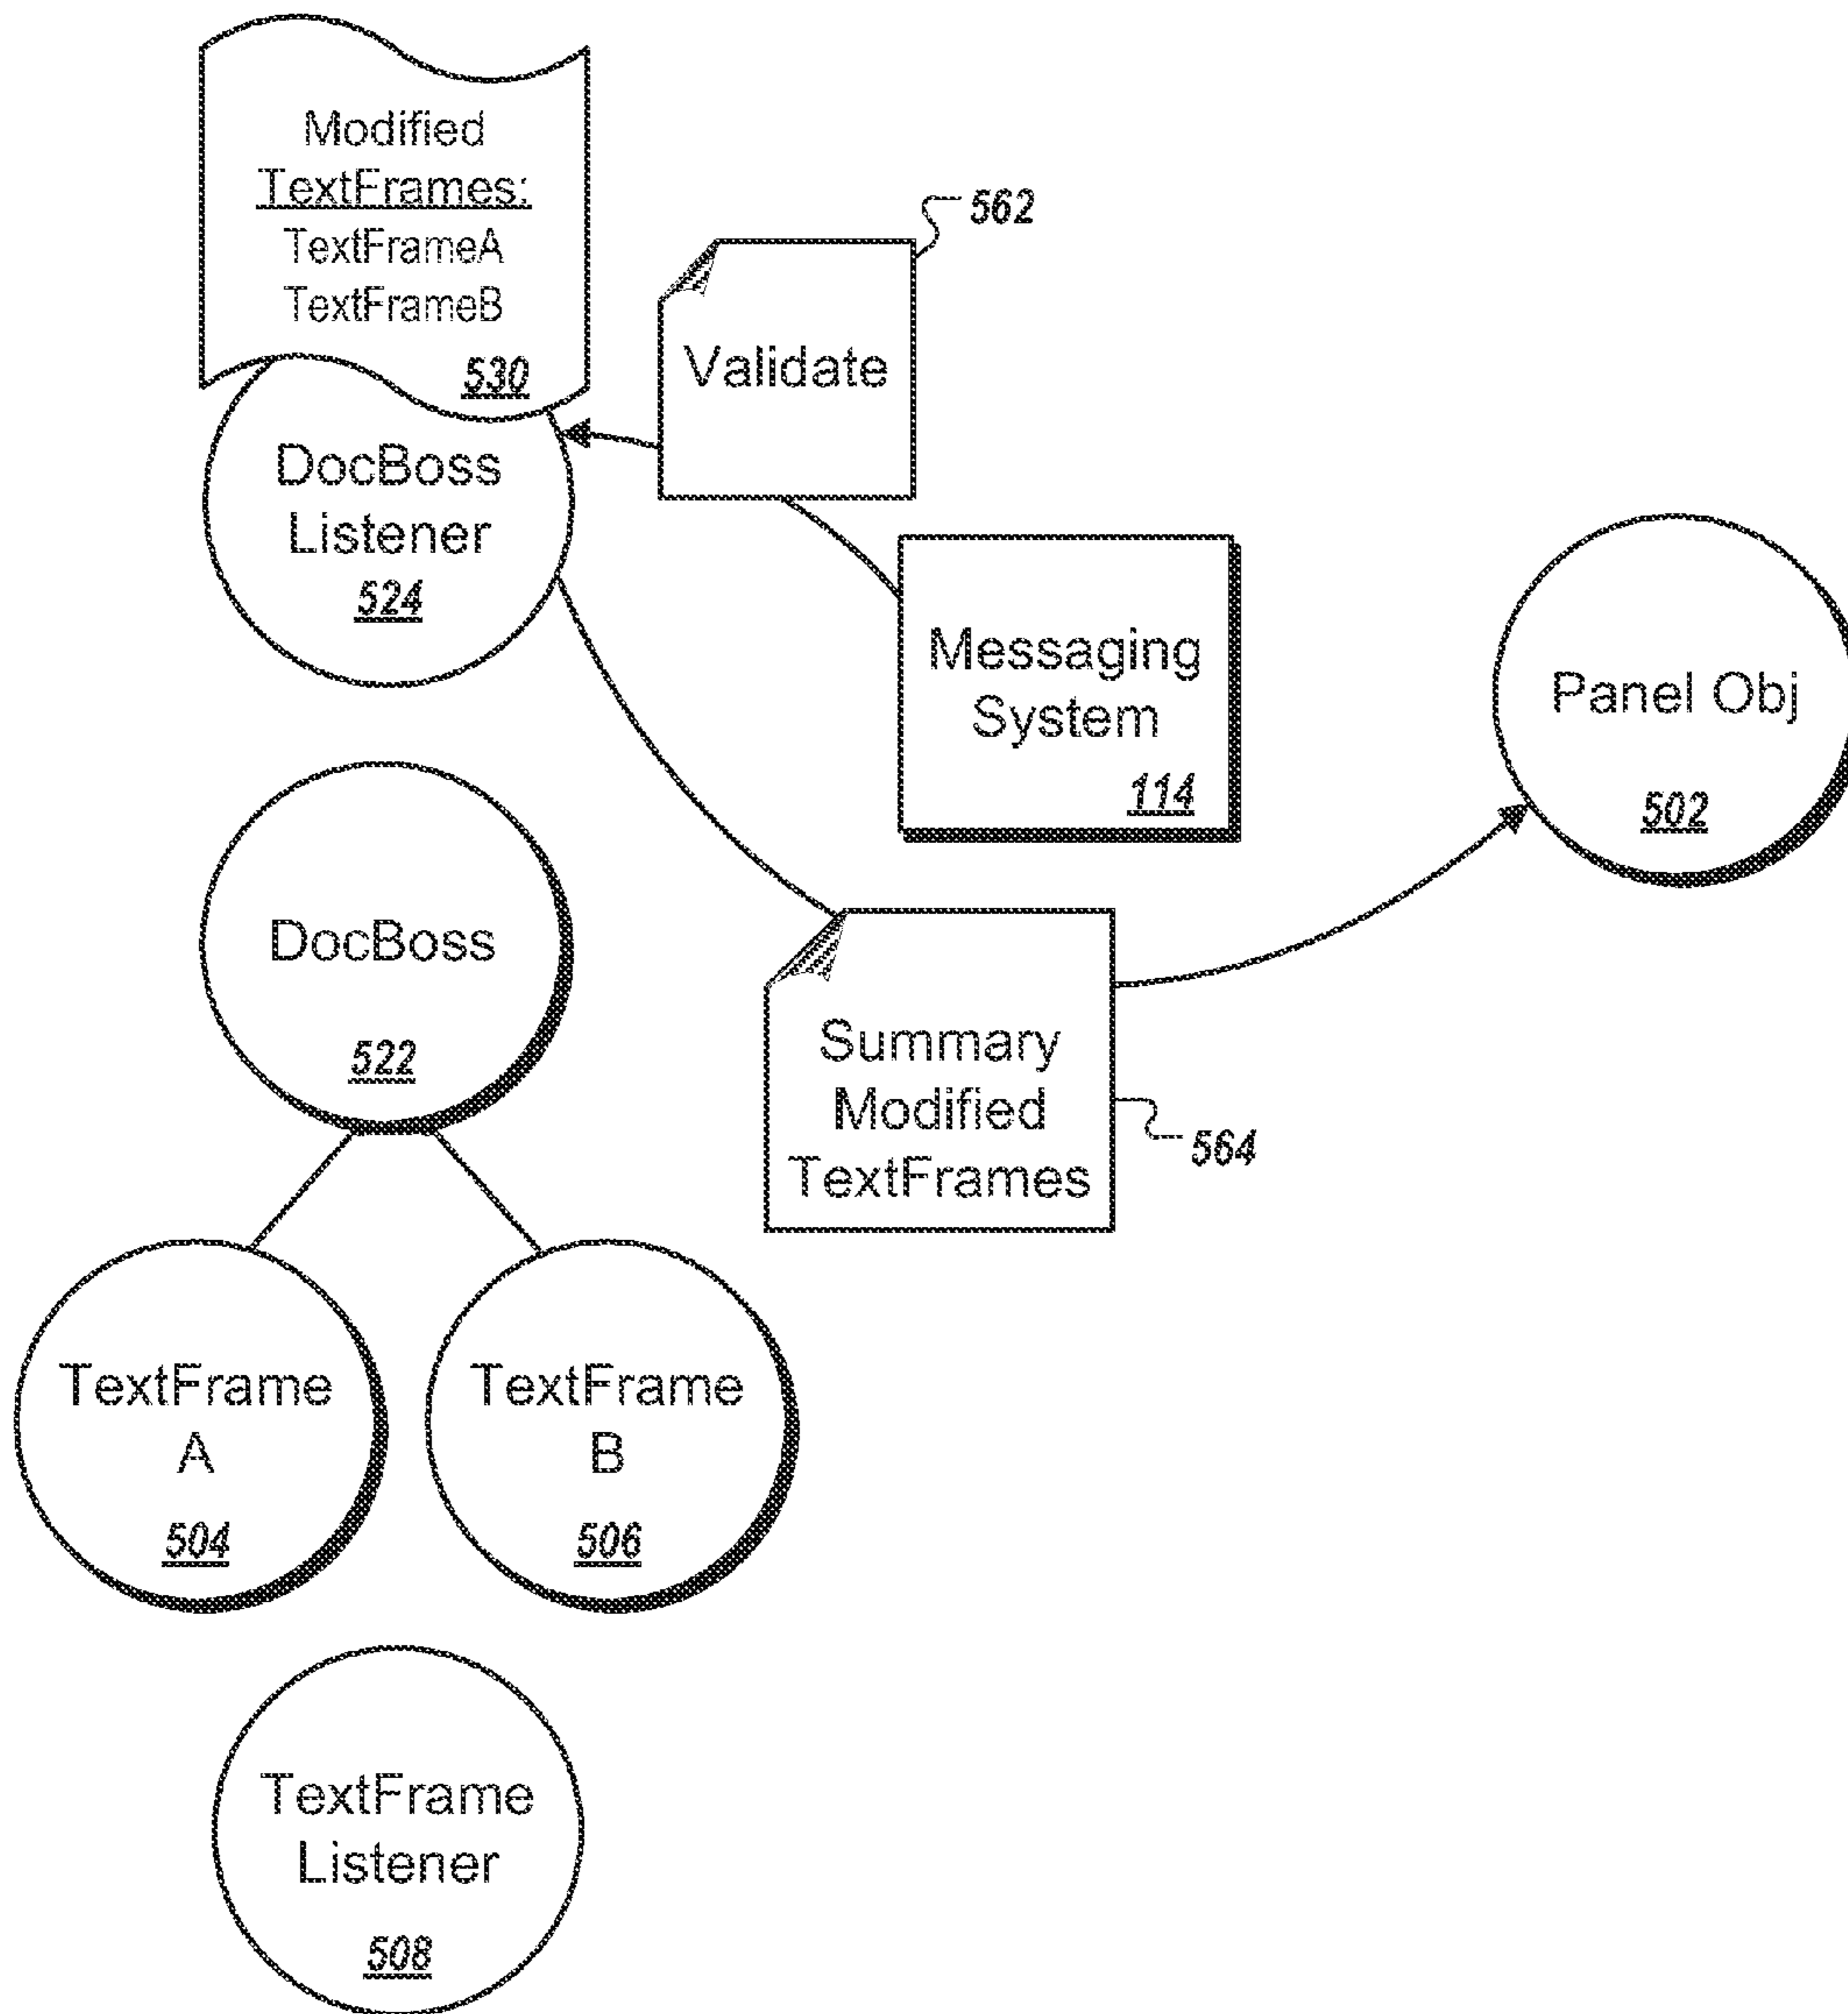 Modified
TextFrames:
TextFrameA
TextFrameB
530
562
Validate
DocBoss
Listener
524
Messaging
System
114
Panel Obj
502
DocBoss
522
Summary
Modified
TextFrames
564
TextFrame
A
504
TextFrame
B
506
TextFrame
Listener
508